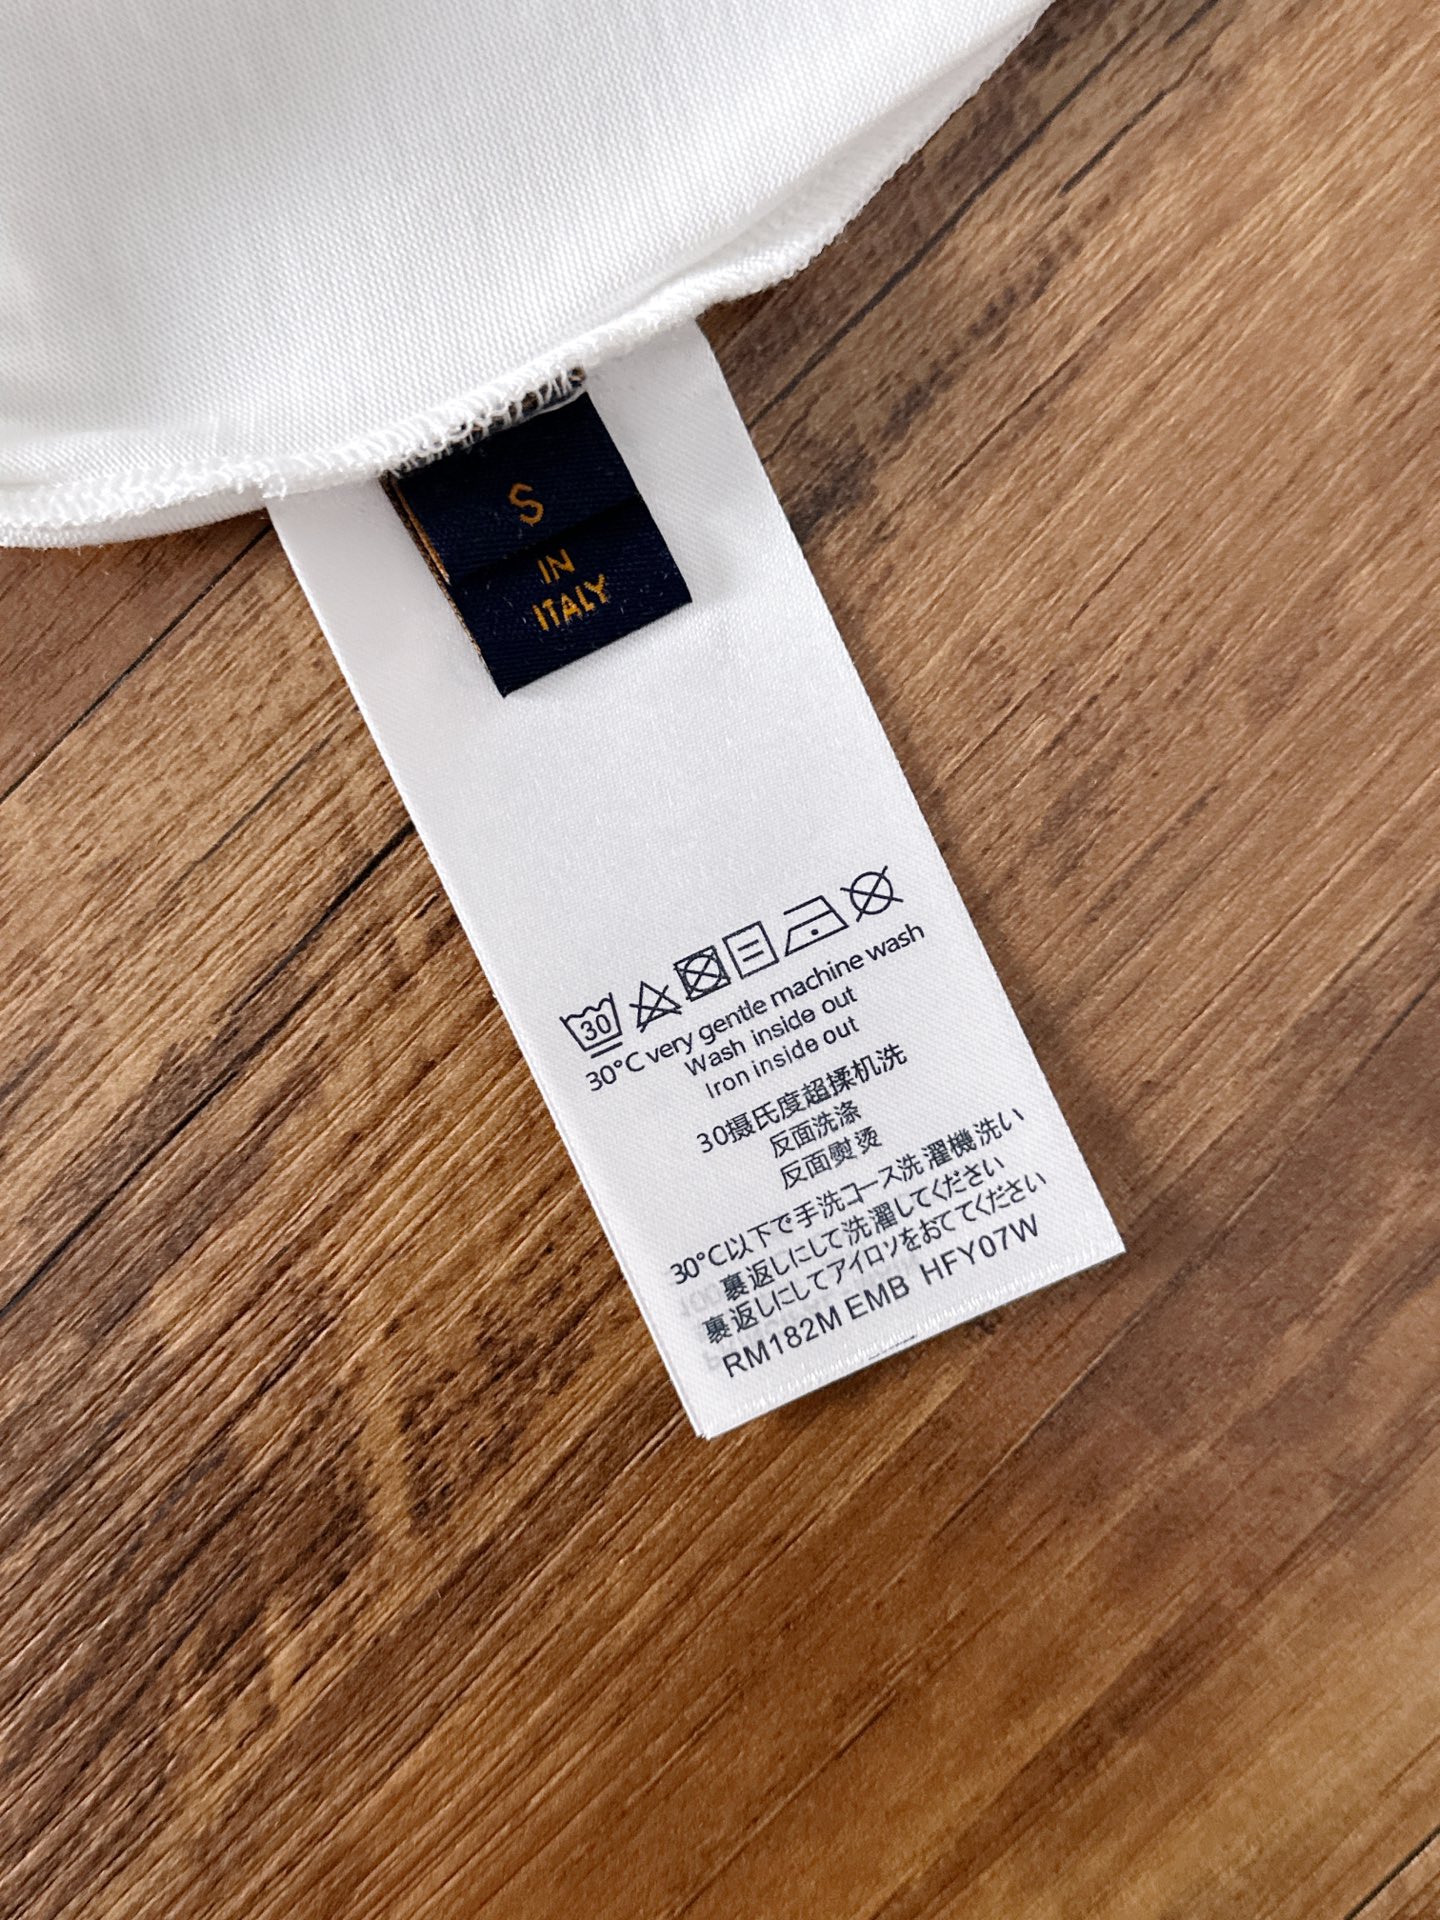 S
IN
ITALY
30
30°C very gentle machine wash
Wash inside out
Iron inside out
30摄氏度超揉机洗
反面洗涤
反面熨烫
30°C以下で手洗コース洗濯機洗い
裏返しにして洗濯してください
裏返しにしてアイロソをおててください
RM182M EMB HFY07W